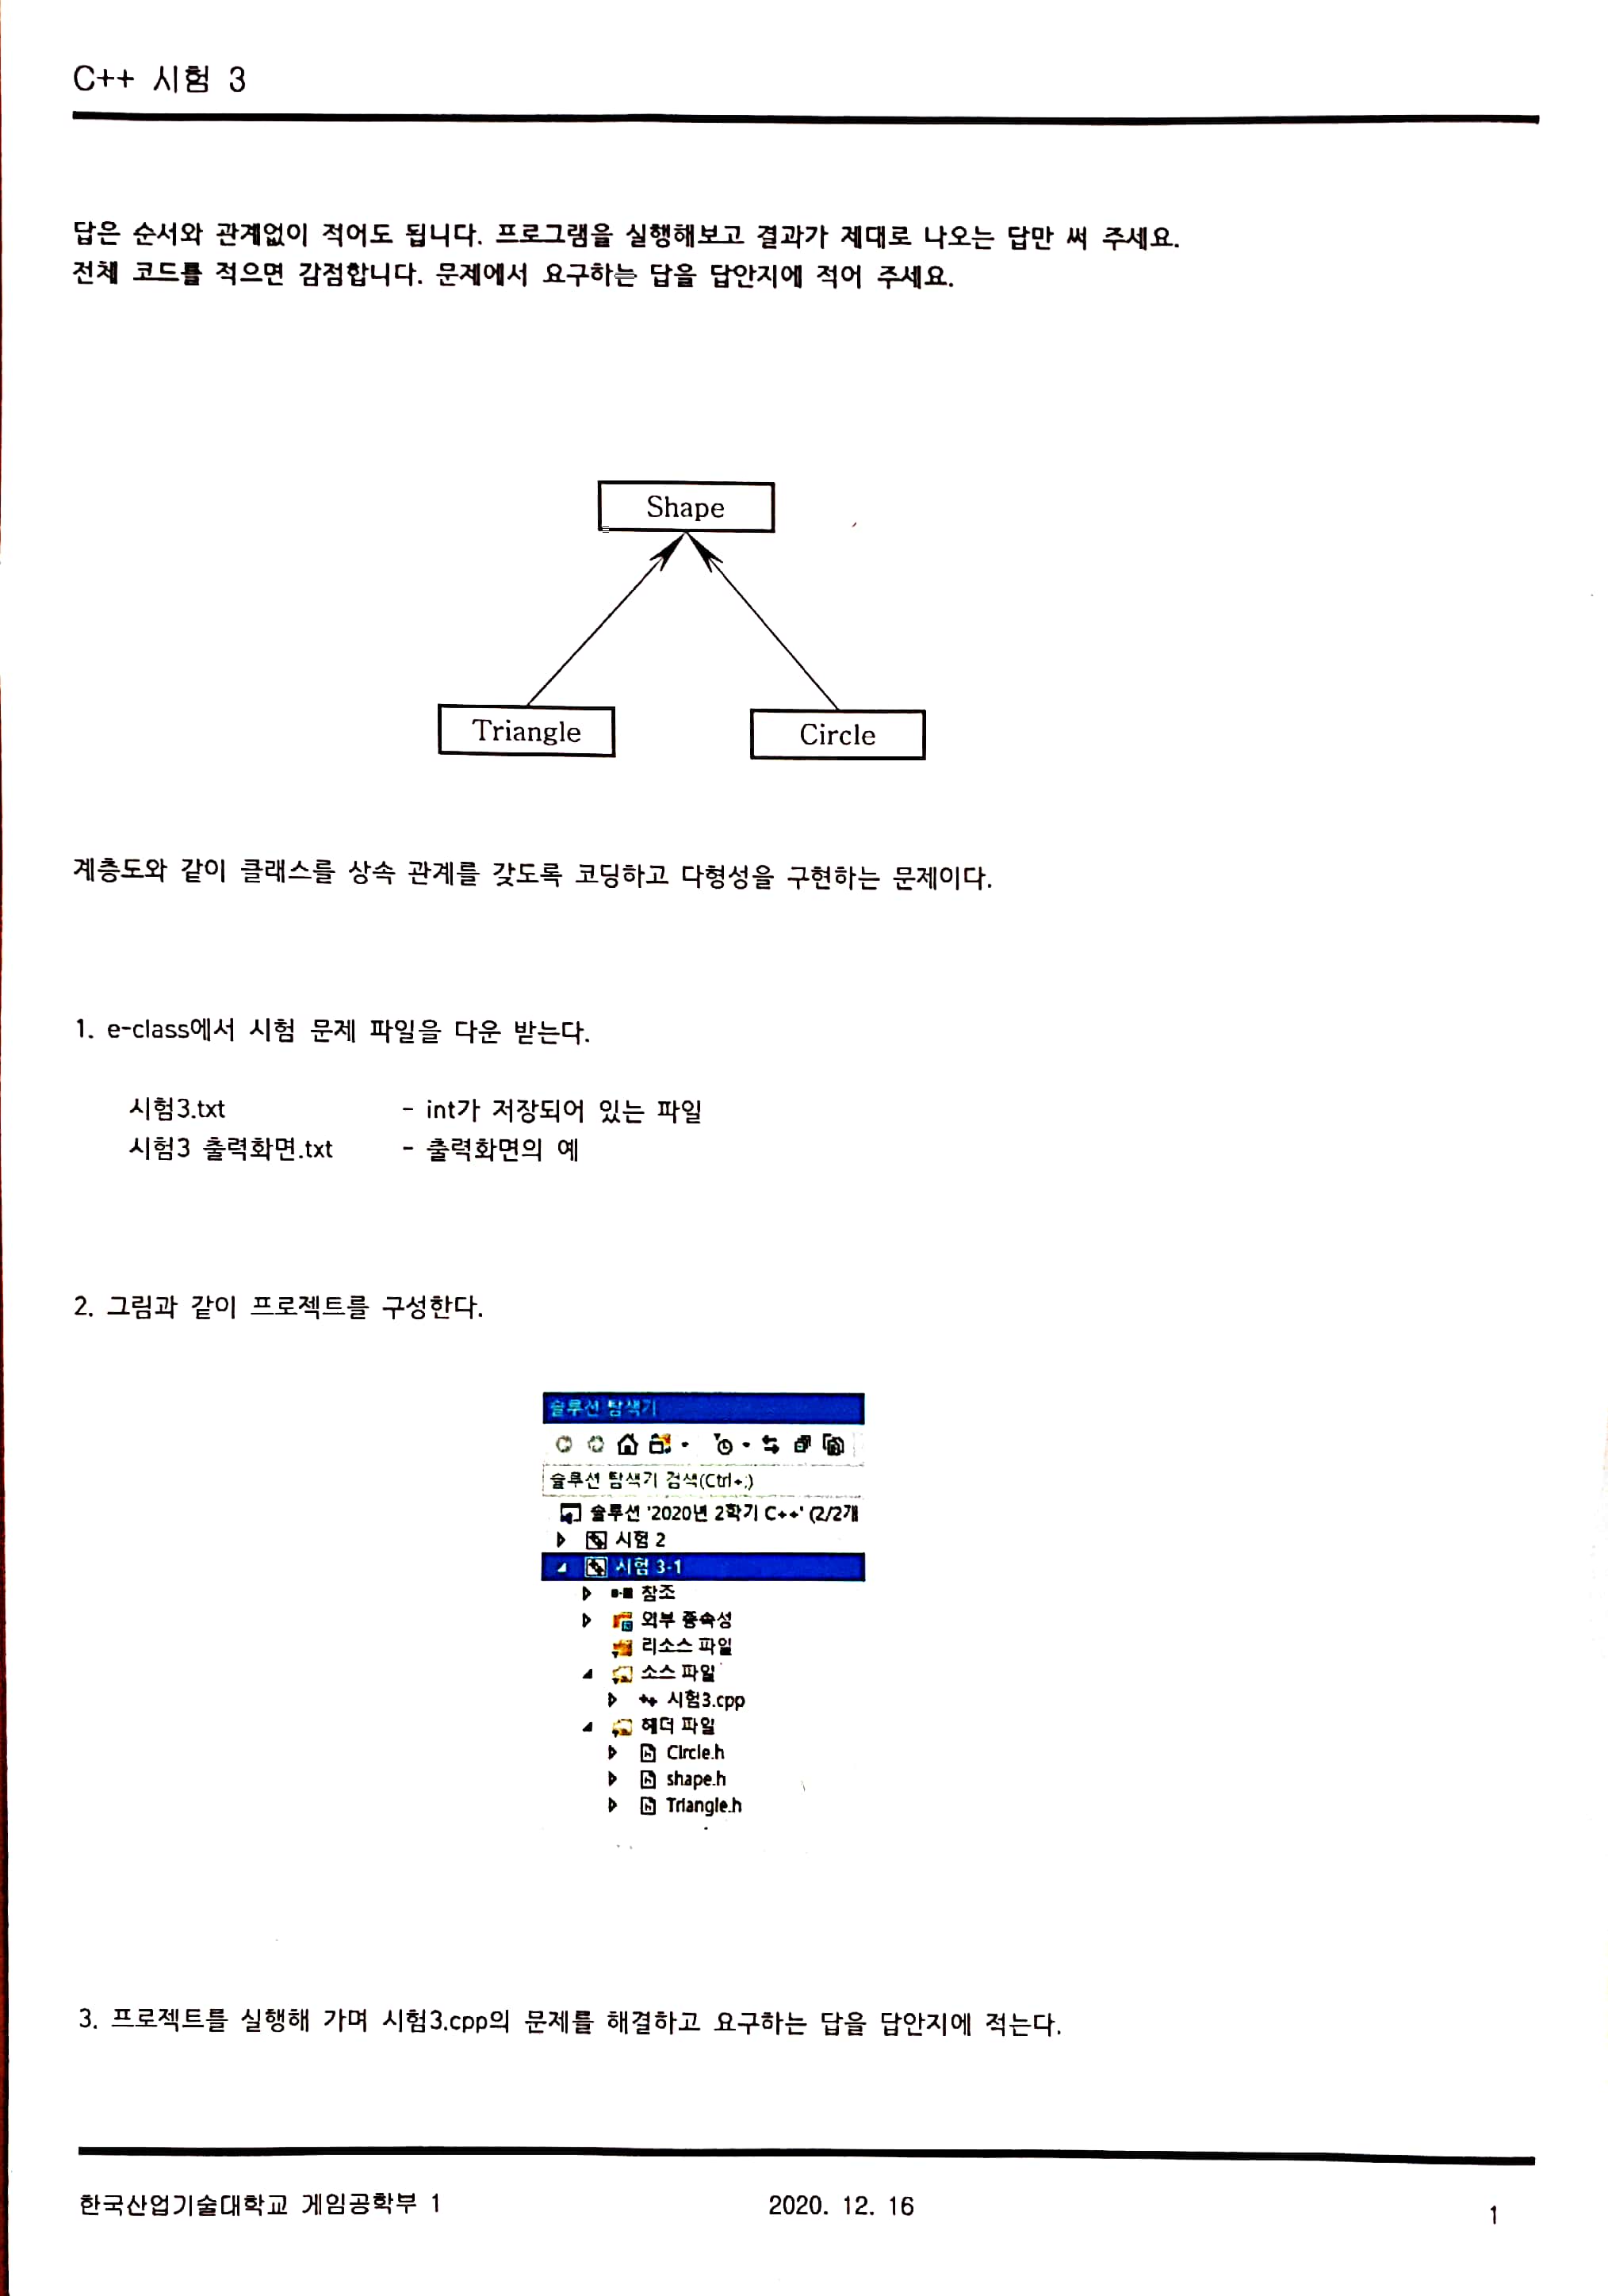 C++ 시험 3
답은 순서와 관계없이 적어도 됩니다. 프로그램을 실행해보고 결과가 제대로 나오는 답만 써 주세요.
전체 코드를 적으면 감점합니다. 문제에서 요구하는 답을 답안지에 적어 주세요.
Shape
Triangle
Circle
계층도와 같이 클래스를 상속 관계를 갖도록 코딩하고 다형성을 구현하는 문제이다.
1. e-class에서 시험 문제 파일을 다운 받는다.
시험3.txt - int가 저장되어 있는 파일
시험3 출력화면.txt - 출력화면의 예
2. 그림과 같이 프로젝트를 구성한다.
솔루션 탐색기
솔루션 탐색기 검색(Ctrl+;)
솔루션 '2020년 2학기 C++' (2/2개
시험 2
시험 3-1
참조
외부 종속성
리소스 파일
소스 파일
시험3.cpp
헤더 파일
Circle.h
shape.h
Triangle.h
3. 프로젝트를 실행해 가며 시험3.cpp의 문제를 해결하고 요구하는 답을 답안지에 적는다.
한국산업기술대학교 게임공학부 1 2020. 12. 16 1